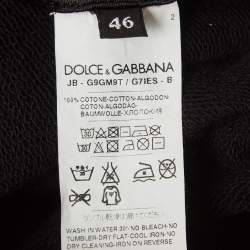 46
2
DOLCE & GABBANA
JB - G9GM9T / G7IES - B
100% COTONE-COTTON-ALGODON
COTON-ALGODAO-
BAUMWOLLE-ХЛОПОК-棉
WASH IN WATER 30°-NO BLEACH-NO
TUMBLER-DRY FLAT-COOL IRON-NO
DRY CLEANING-IRON ON REVERSE